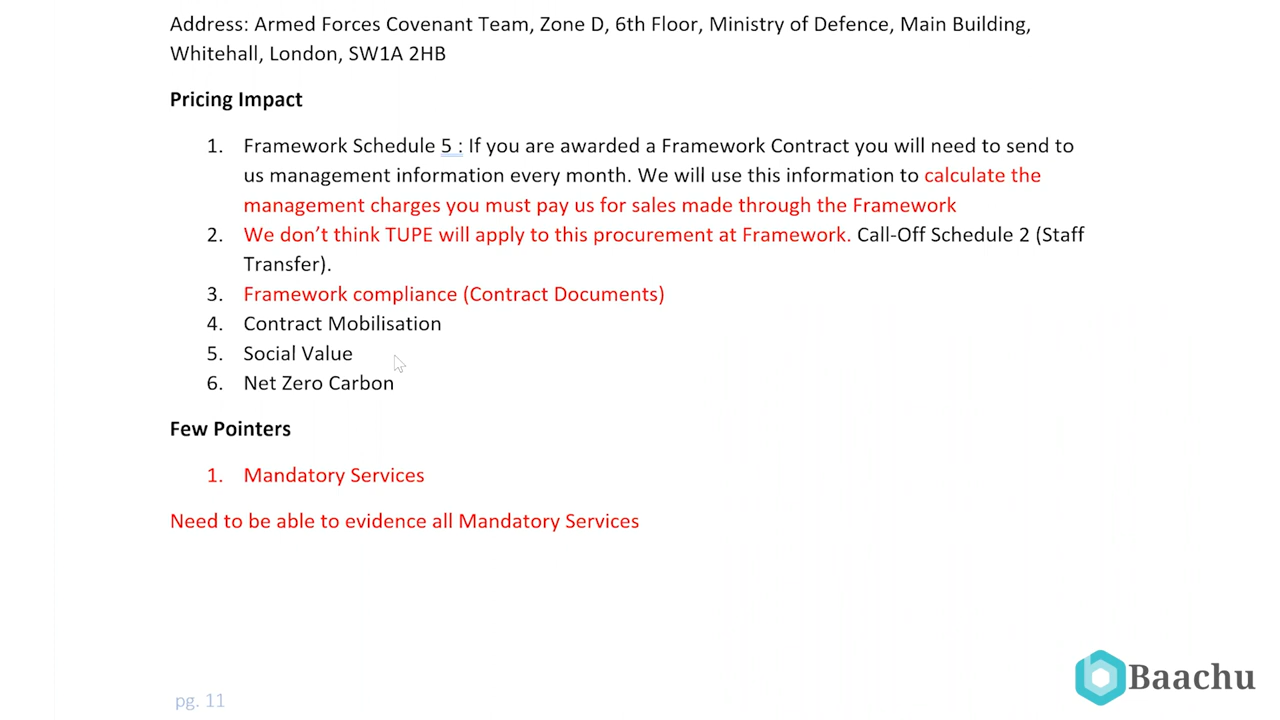 Address: Armed Forces Covenant Team, Zone D, 6th Floor, Ministry of Defence, Main Building,
Whitehall, London, SW1A 2HB
Pricing Impact
1. Framework Schedule 5 : If you are awarded a Framework Contract you will need to send to
us management information every month. We will use this information to calculate the
management charges you must pay us for sales made through the Framework
2. We don’t think TUPE will apply to this procurement at Framework. Call-Off Schedule 2 (Staff
Transfer).
3. Framework compliance (Contract Documents)
4. Contract Mobilisation
5. Social Value
6. Net Zero Carbon
Few Pointers
1. Mandatory Services
Need to be able to evidence all Mandatory Services
pg. 11
Baachu